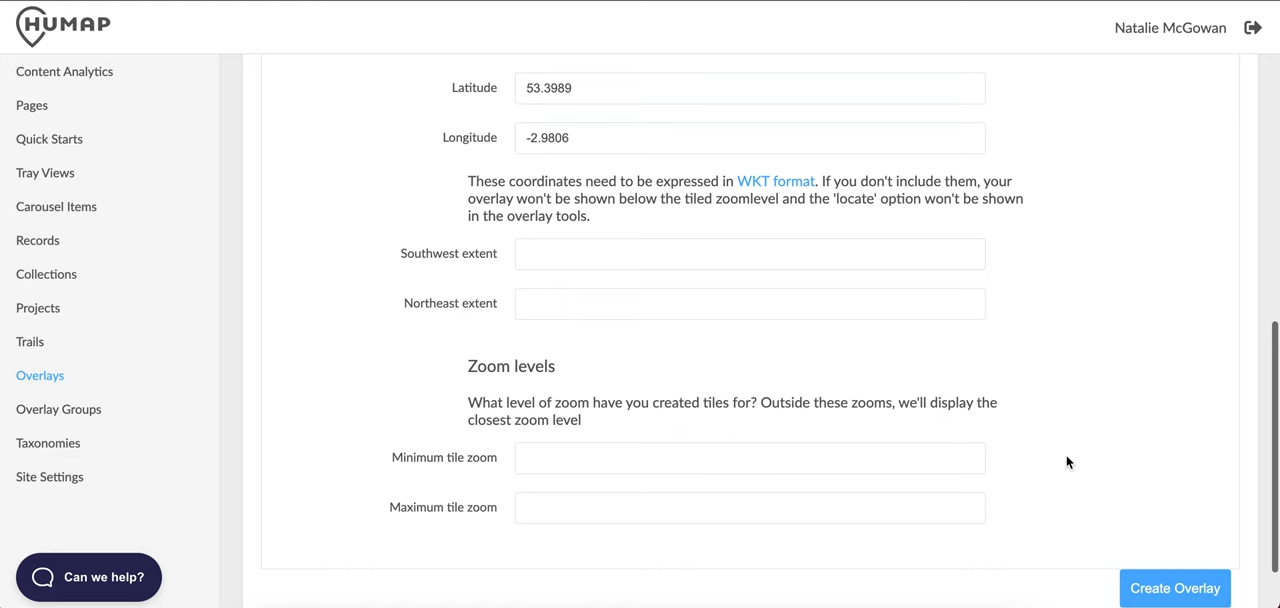 HUMAP
Natalie McGowan
Content Analytics
Pages
Quick Starts
Tray Views
Carousel Items
Records
Collections
Projects
Trails
Overlays
Overlay Groups
Taxonomies
Site Settings
Can we help?
Latitude
53.3989
Longitude
-2.9806
These coordinates need to be expressed in WKT format. If you don't include them, your
overlay won't be shown below the tiled zoomlevel and the 'locate' option won't be shown
in the overlay tools.
Southwest extent
Northeast extent
Zoom levels
What level of zoom have you created tiles for? Outside these zooms, we'll display the
closest zoom level
Minimum tile zoom
Maximum tile zoom
Create Overlay